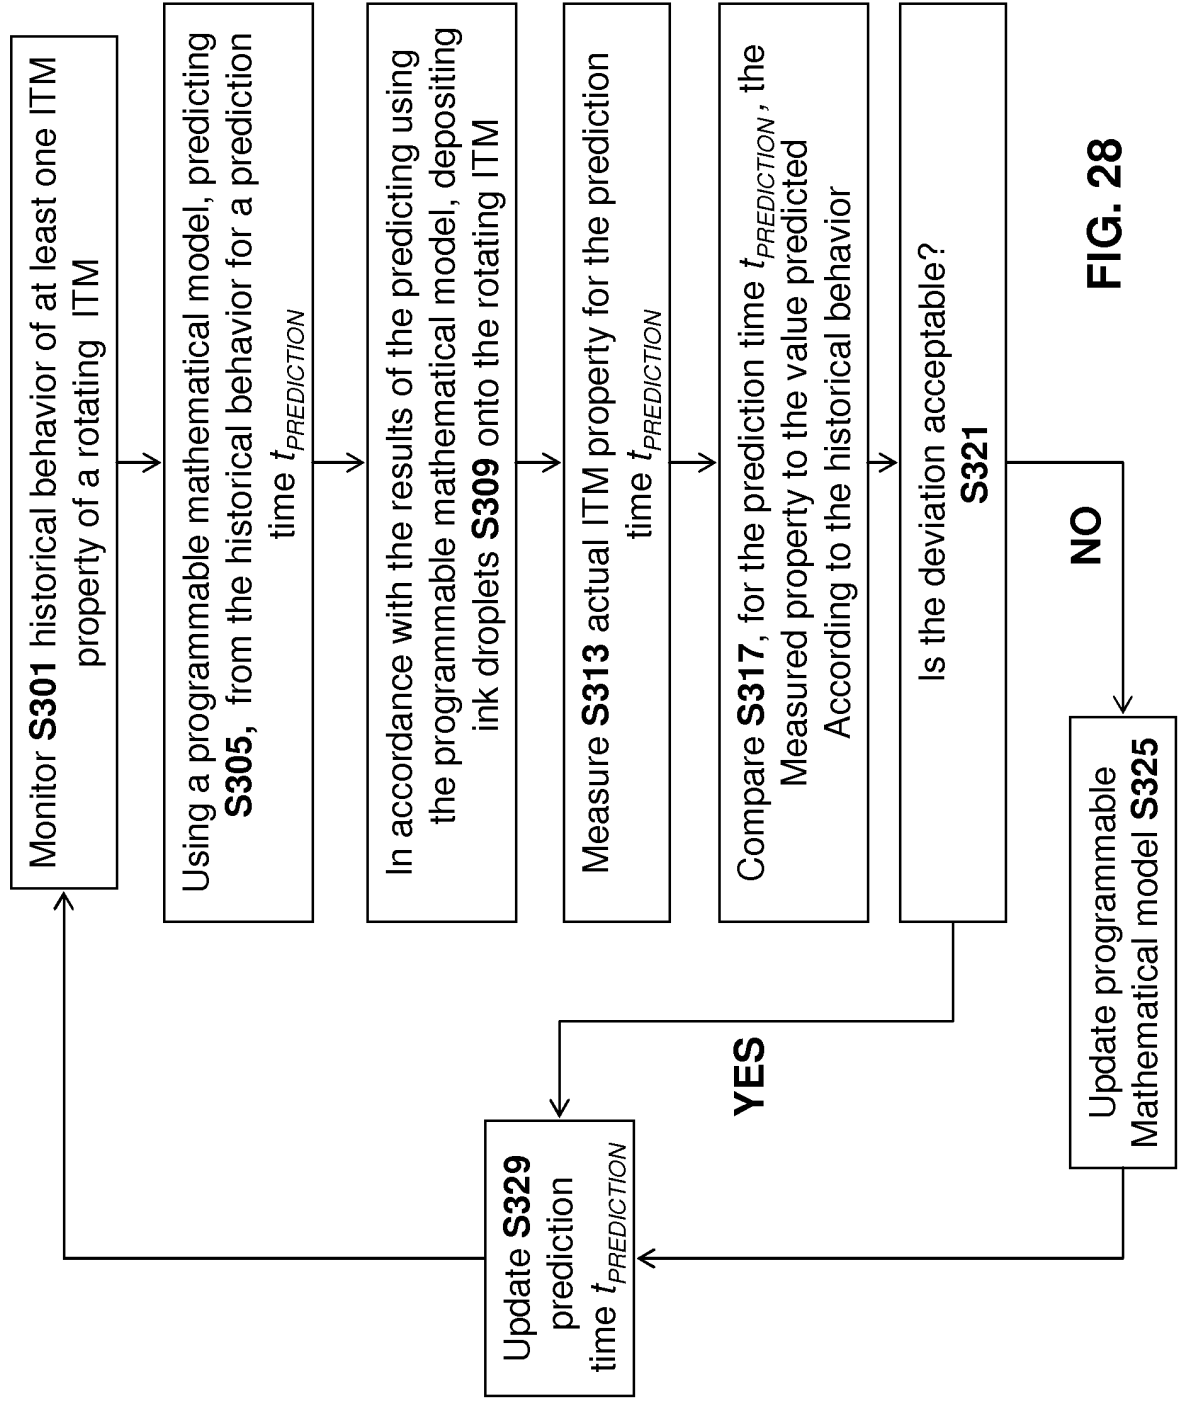 Monitor S301 historical behavior of at least one ITM
property of a rotating ITM
Using a programmable mathematical model, predicting
S305, from the historical behavior for a prediction
time tPREDICTION
In accordance with the results of the predicting using
the programmable mathematical model, depositing
ink droplets S309 onto the rotating ITM
Measure S313 actual ITM property for the prediction
time tPREDICTION
Compare S317, for the prediction time tPREDICTION, the
Measured property to the value predicted
According to the historical behavior
Is the deviation acceptable?
S321
YES
NO
Update programmable
Mathematical model S325
Update S329
prediction
time tPREDICTION
FIG. 28